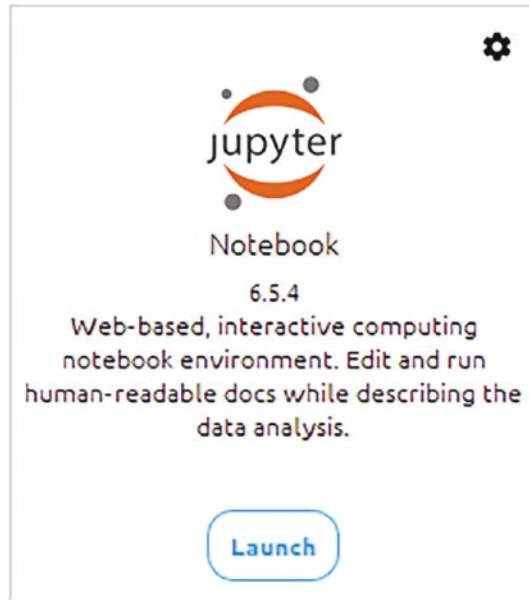 jupyter
Notebook
6.5.4
Web-based, interactive computing
notebook environment. Edit and run
human-readable docs while describing the
data analysis.
Launch